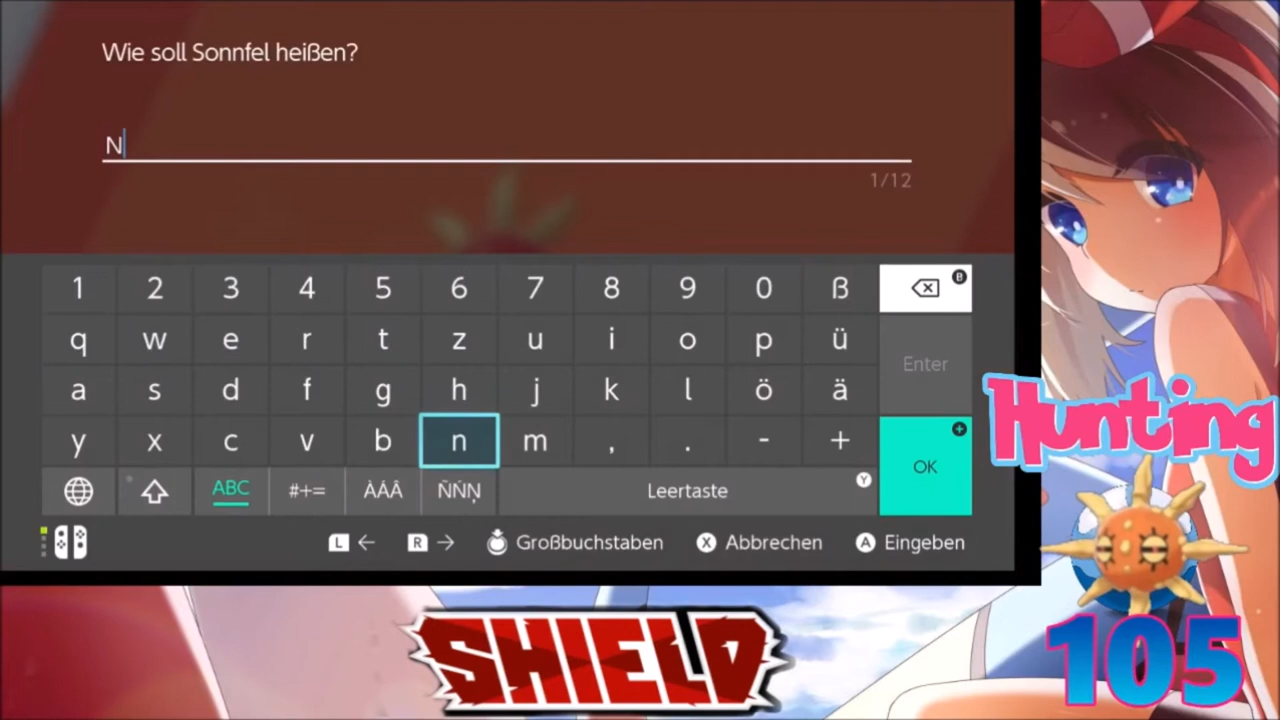 Wie soll Sonnfel heißen?
N
1/12
1 2 3 4 5 6 7 8 9 0 ß B
q w e r t z u i o p ü Enter
a s d f g h j k l ö ä
y x c v b n m , . - + OK
ABC #+= ÀÁÂ ÑŃŅ Leertaste Y
L ← R → Großbuchstaben X Abbrechen A Eingeben
Hunting
SHIELD
105